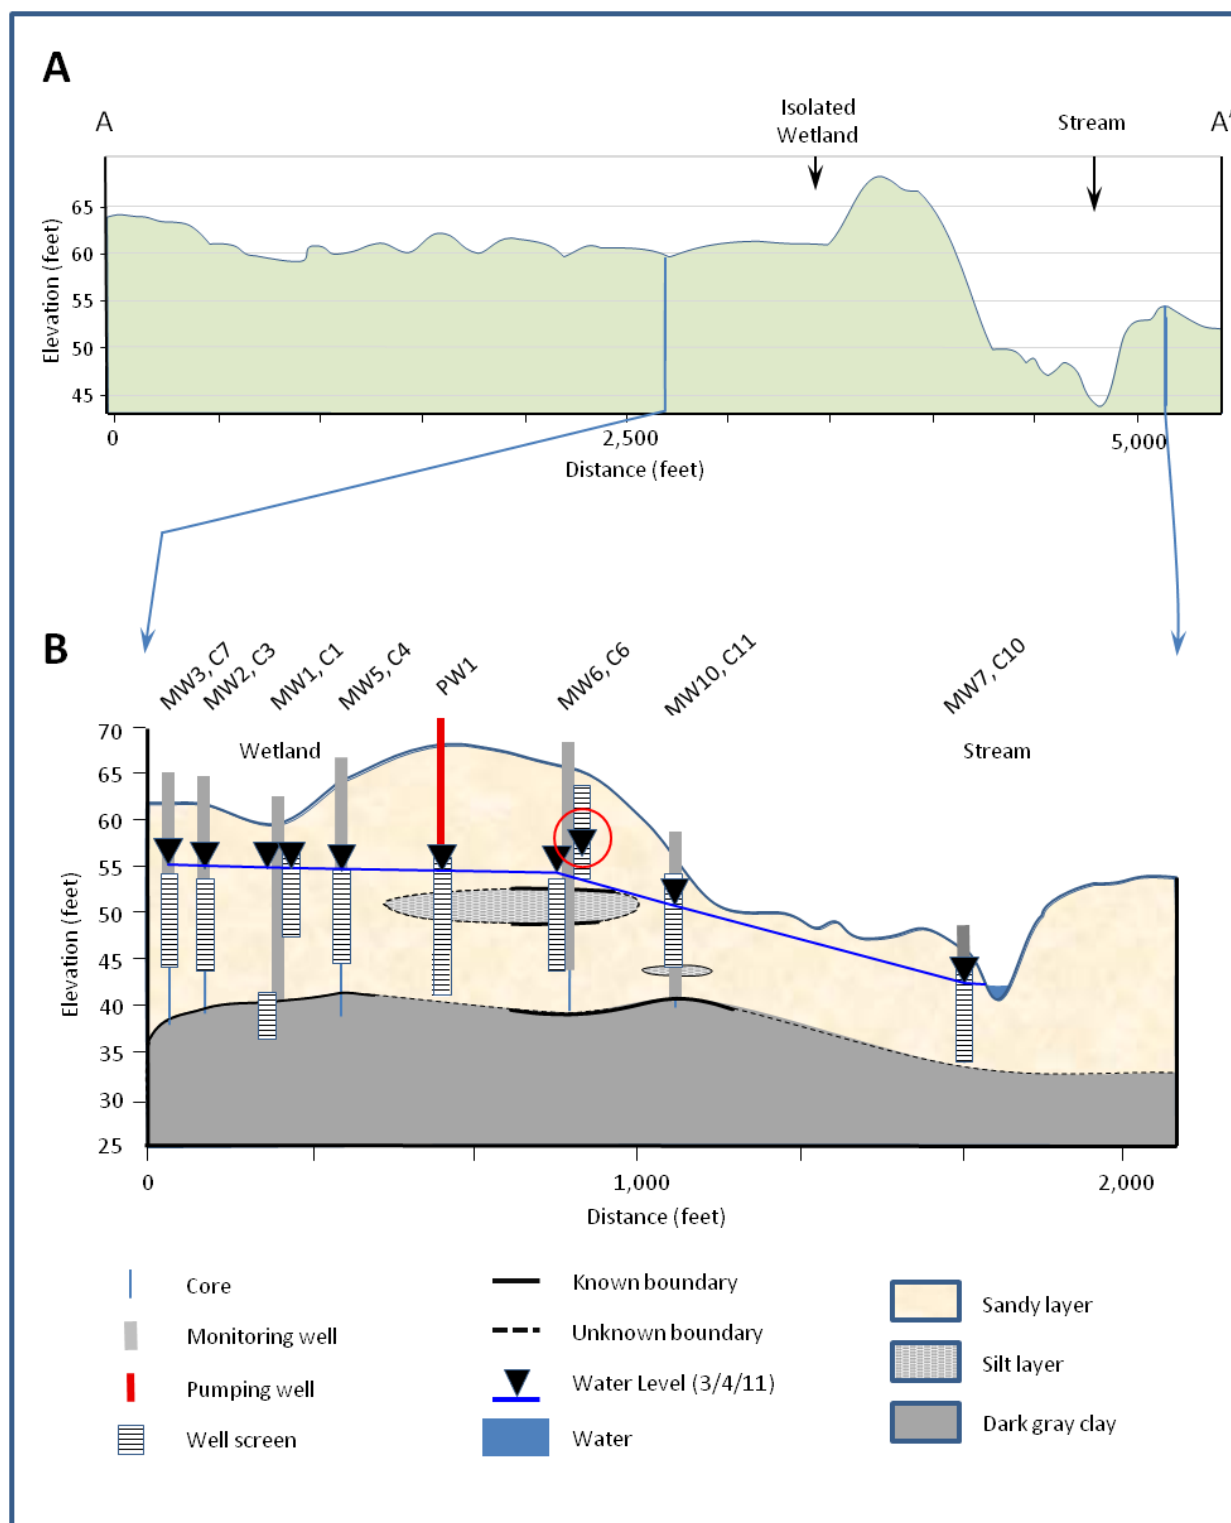 A
A
Isolated
Wetland
Stream
A'
65
60
55
50
45
Elevation (feet)
0
2,500
5,000
Distance (feet)
B
MW3, C7
MW2, C3
MW1, C1
MW5, C4
PW1
MW6, C6
MW10, C11
MW7, C10
Wetland
Stream
70
65
60
55
50
45
40
35
30
25
Elevation (feet)
0
1,000
2,000
Distance (feet)
Core
Monitoring well
Pumping well
Well screen
Known boundary
Unknown boundary
Water Level (3/4/11)
Water
Sandy layer
Silt layer
Dark gray clay